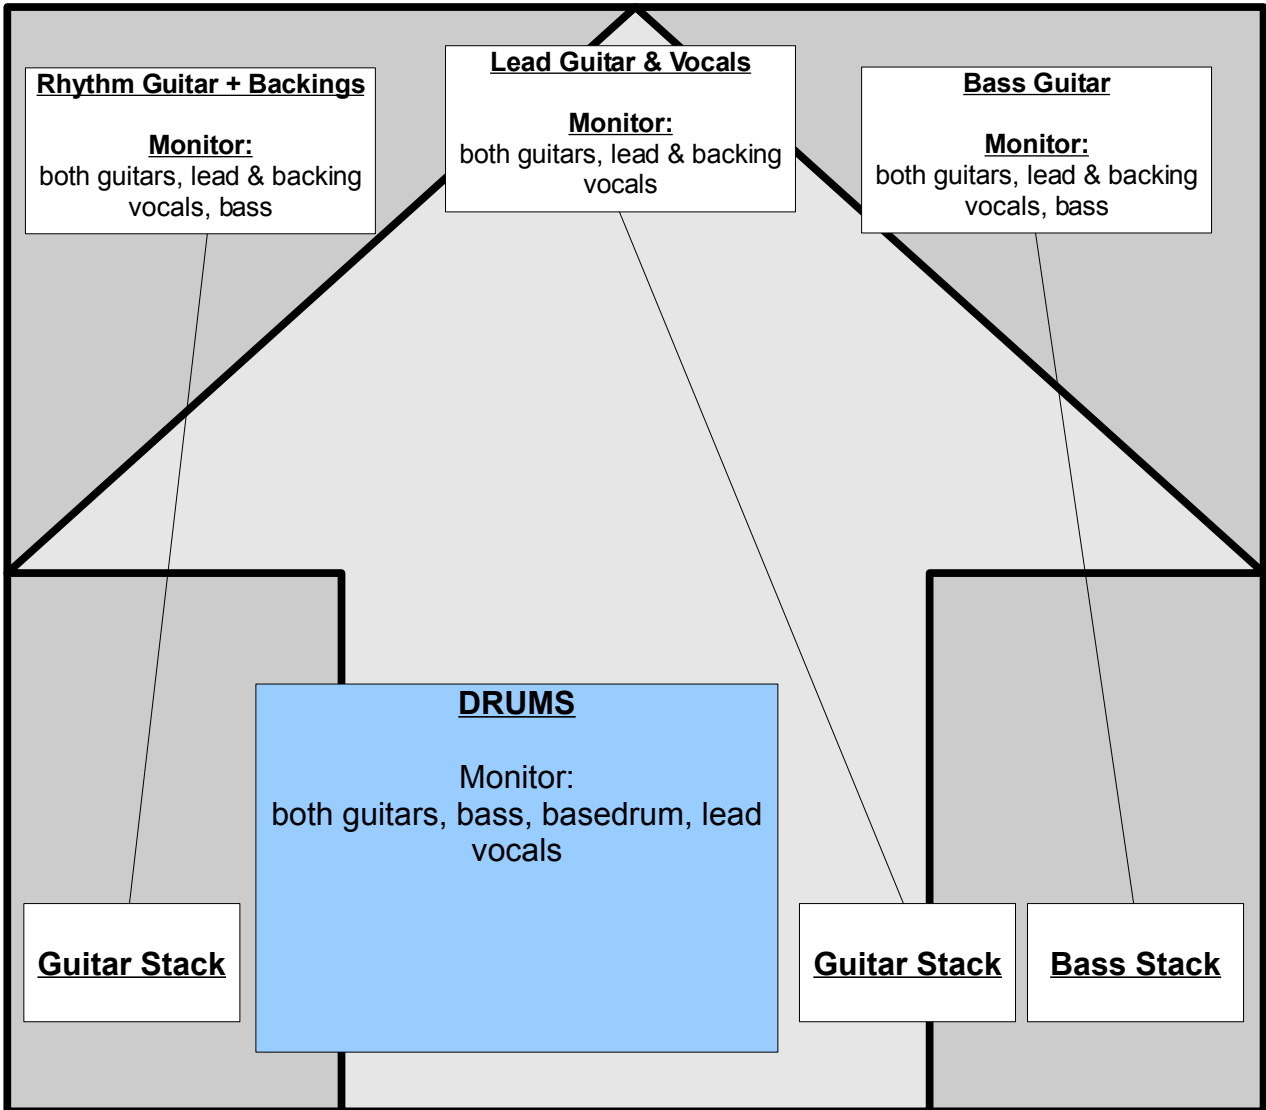 Rhythm Guitar + Backings
Monitor:
both guitars, lead & backing
vocals, bass
Lead Guitar & Vocals
Monitor:
both guitars, lead & backing
vocals
Bass Guitar
Monitor:
both guitars, lead & backing
vocals, bass
DRUMS
Monitor:
both guitars, bass, basedrum, lead
vocals
Guitar Stack
Guitar Stack
Bass Stack